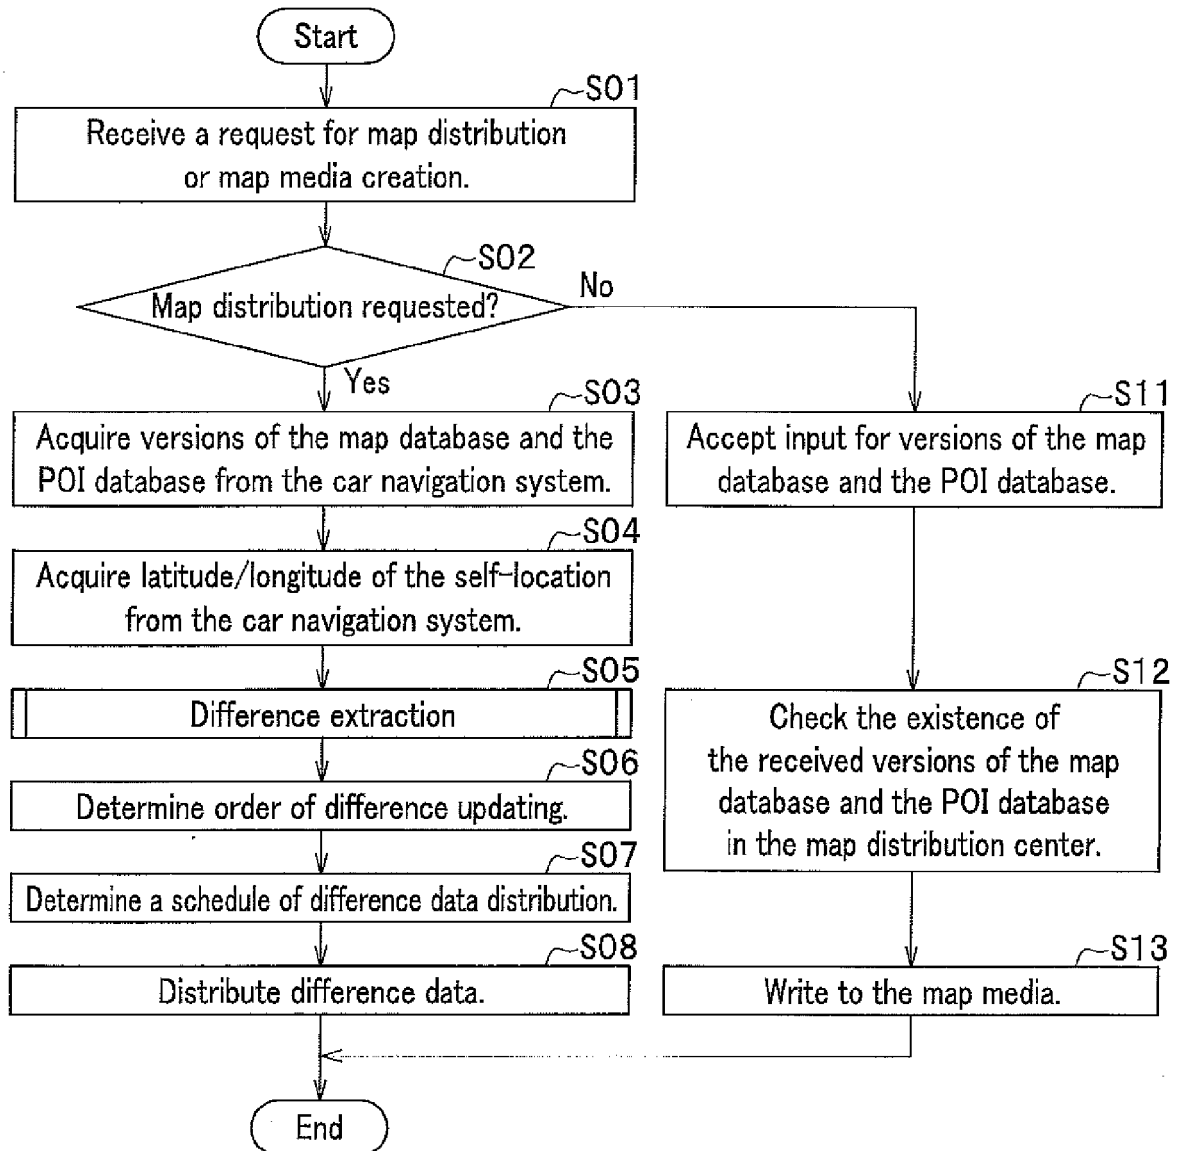 Start
S01
Receive a request for map distribution
or map media creation.
S02
Map distribution requested?
No
Yes
S03
Acquire versions of the map database and the
POI database from the car navigation system.
S04
Acquire latitude/longitude of the self-location
from the car navigation system.
S05
Difference extraction
S06
Determine order of difference updating.
S07
Determine a schedule of difference data distribution.
S08
Distribute difference data.
S11
Accept input for versions of the map
database and the POI database.
S12
Check the existence of
the received versions of the map
database and the POI database
in the map distribution center.
S13
Write to the map media.
End